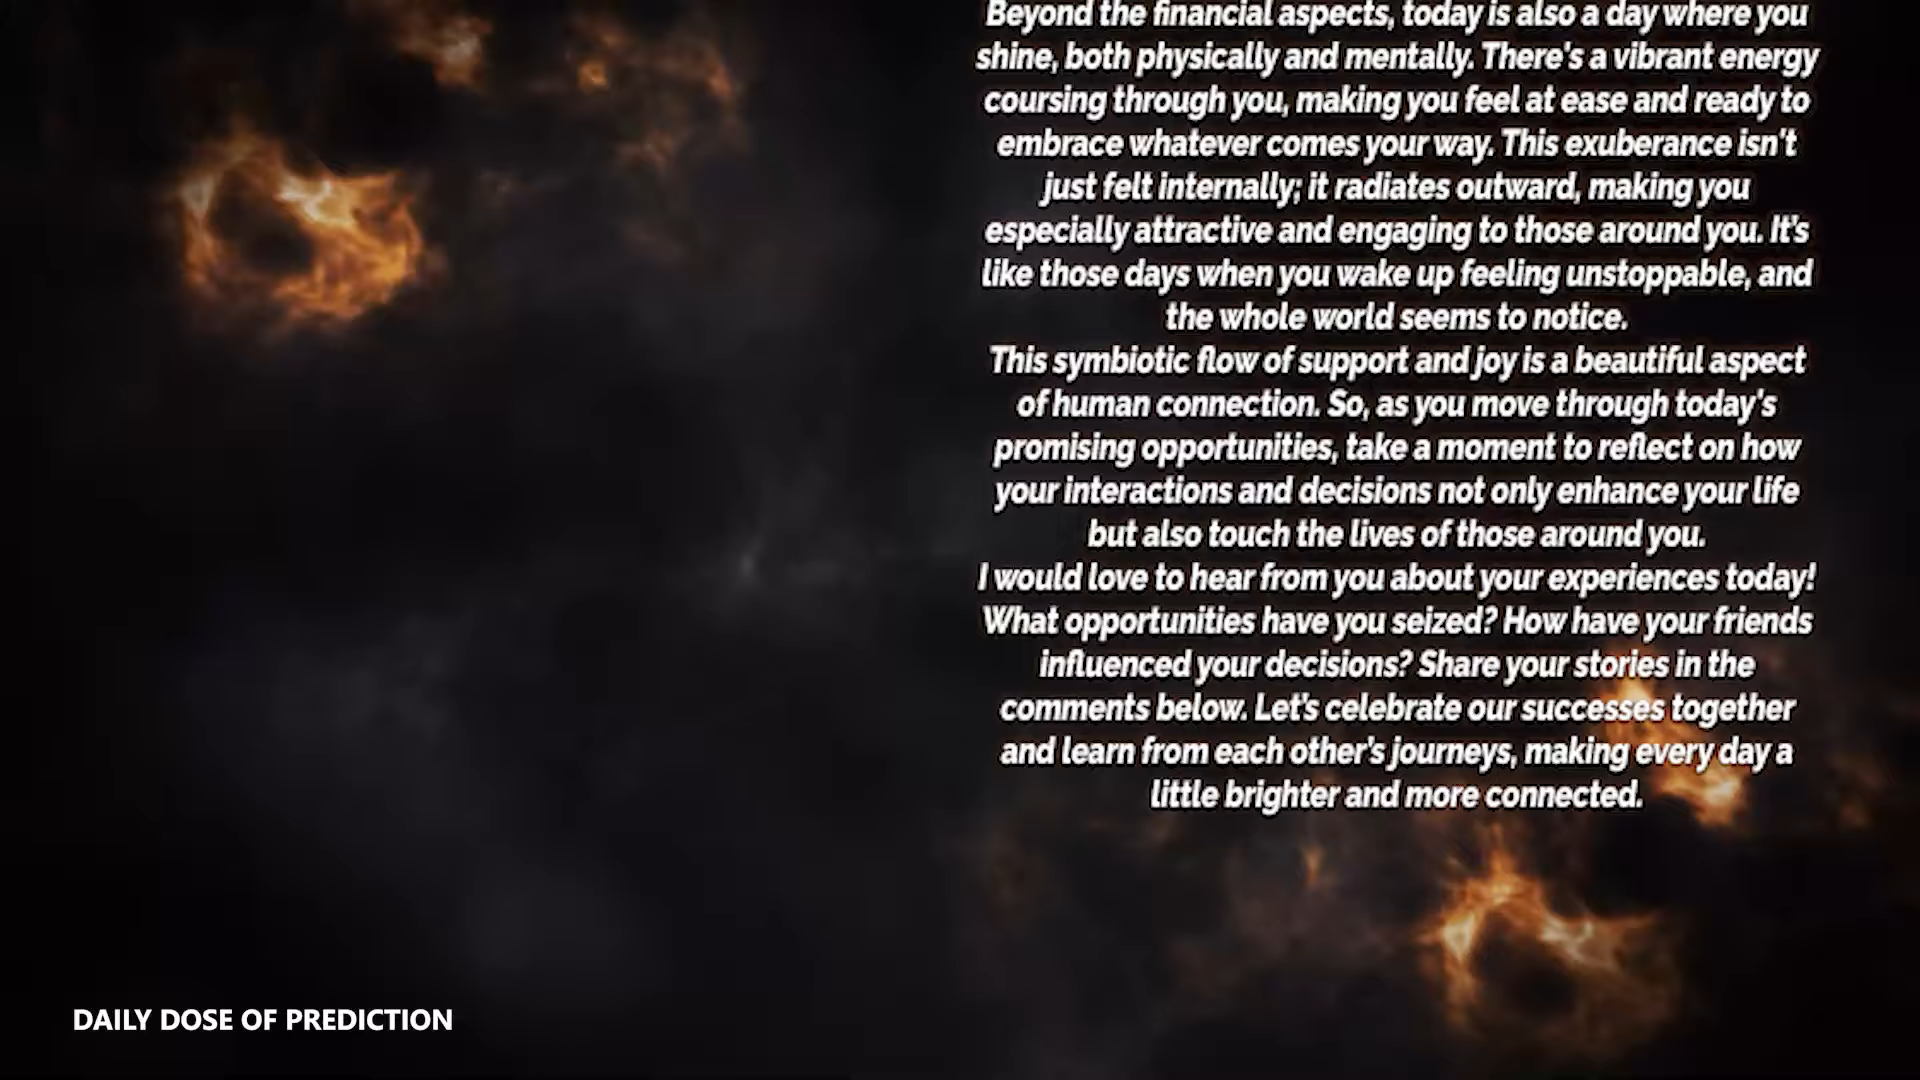 Beyond the financial aspects, today is also a day where you
shine, both physically and mentally. There's a vibrant energy
coursing through you, making you feel at ease and ready to
embrace whatever comes your way. This exuberance isn't
just felt internally; it radiates outward, making you
especially attractive and engaging to those around you. It's
like those days when you wake up feeling unstoppable, and
the whole world seems to notice.
This symbiotic flow of support and joy is a beautiful aspect
of human connection. So, as you move through today's
promising opportunities, take a moment to reflect on how
your interactions and decisions not only enhance your life
but also touch the lives of those around you.
I would love to hear from you about your experiences today!
What opportunities have you seized? How have your friends
influenced your decisions? Share your stories in the
comments below. Let's celebrate our successes together
and learn from each other's journeys, making every day a
little brighter and more connected.
DAILY DOSE OF PREDICTION